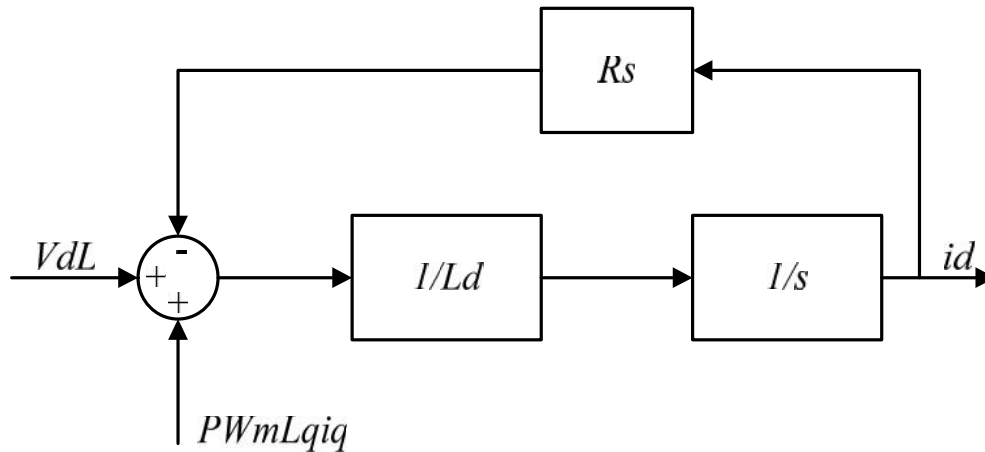 Rs
-
VdL
+
+
1/Ld
1/s
id
PWmLqiq